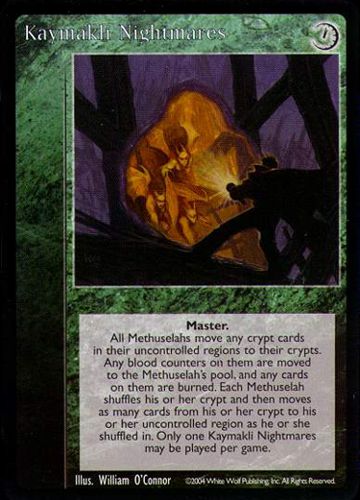 Kaymakli Nightmares
Master.
All Methuselahs move any crypt cards
in their uncontrolled regions to their crypts.
Any blood counters on them are moved
to the Methuselah's pool, and any cards
on them are burned. Each Methuselah
shuffles his or her crypt and then moves
as many cards from his or her crypt to his
or her uncontrolled region as he or she
shuffled in. Only one Kaymakli Nightmares
may be played per game.
Illus. William O'Connor ©2004 White Wolf Publishing, Inc. All Rights Reserved.